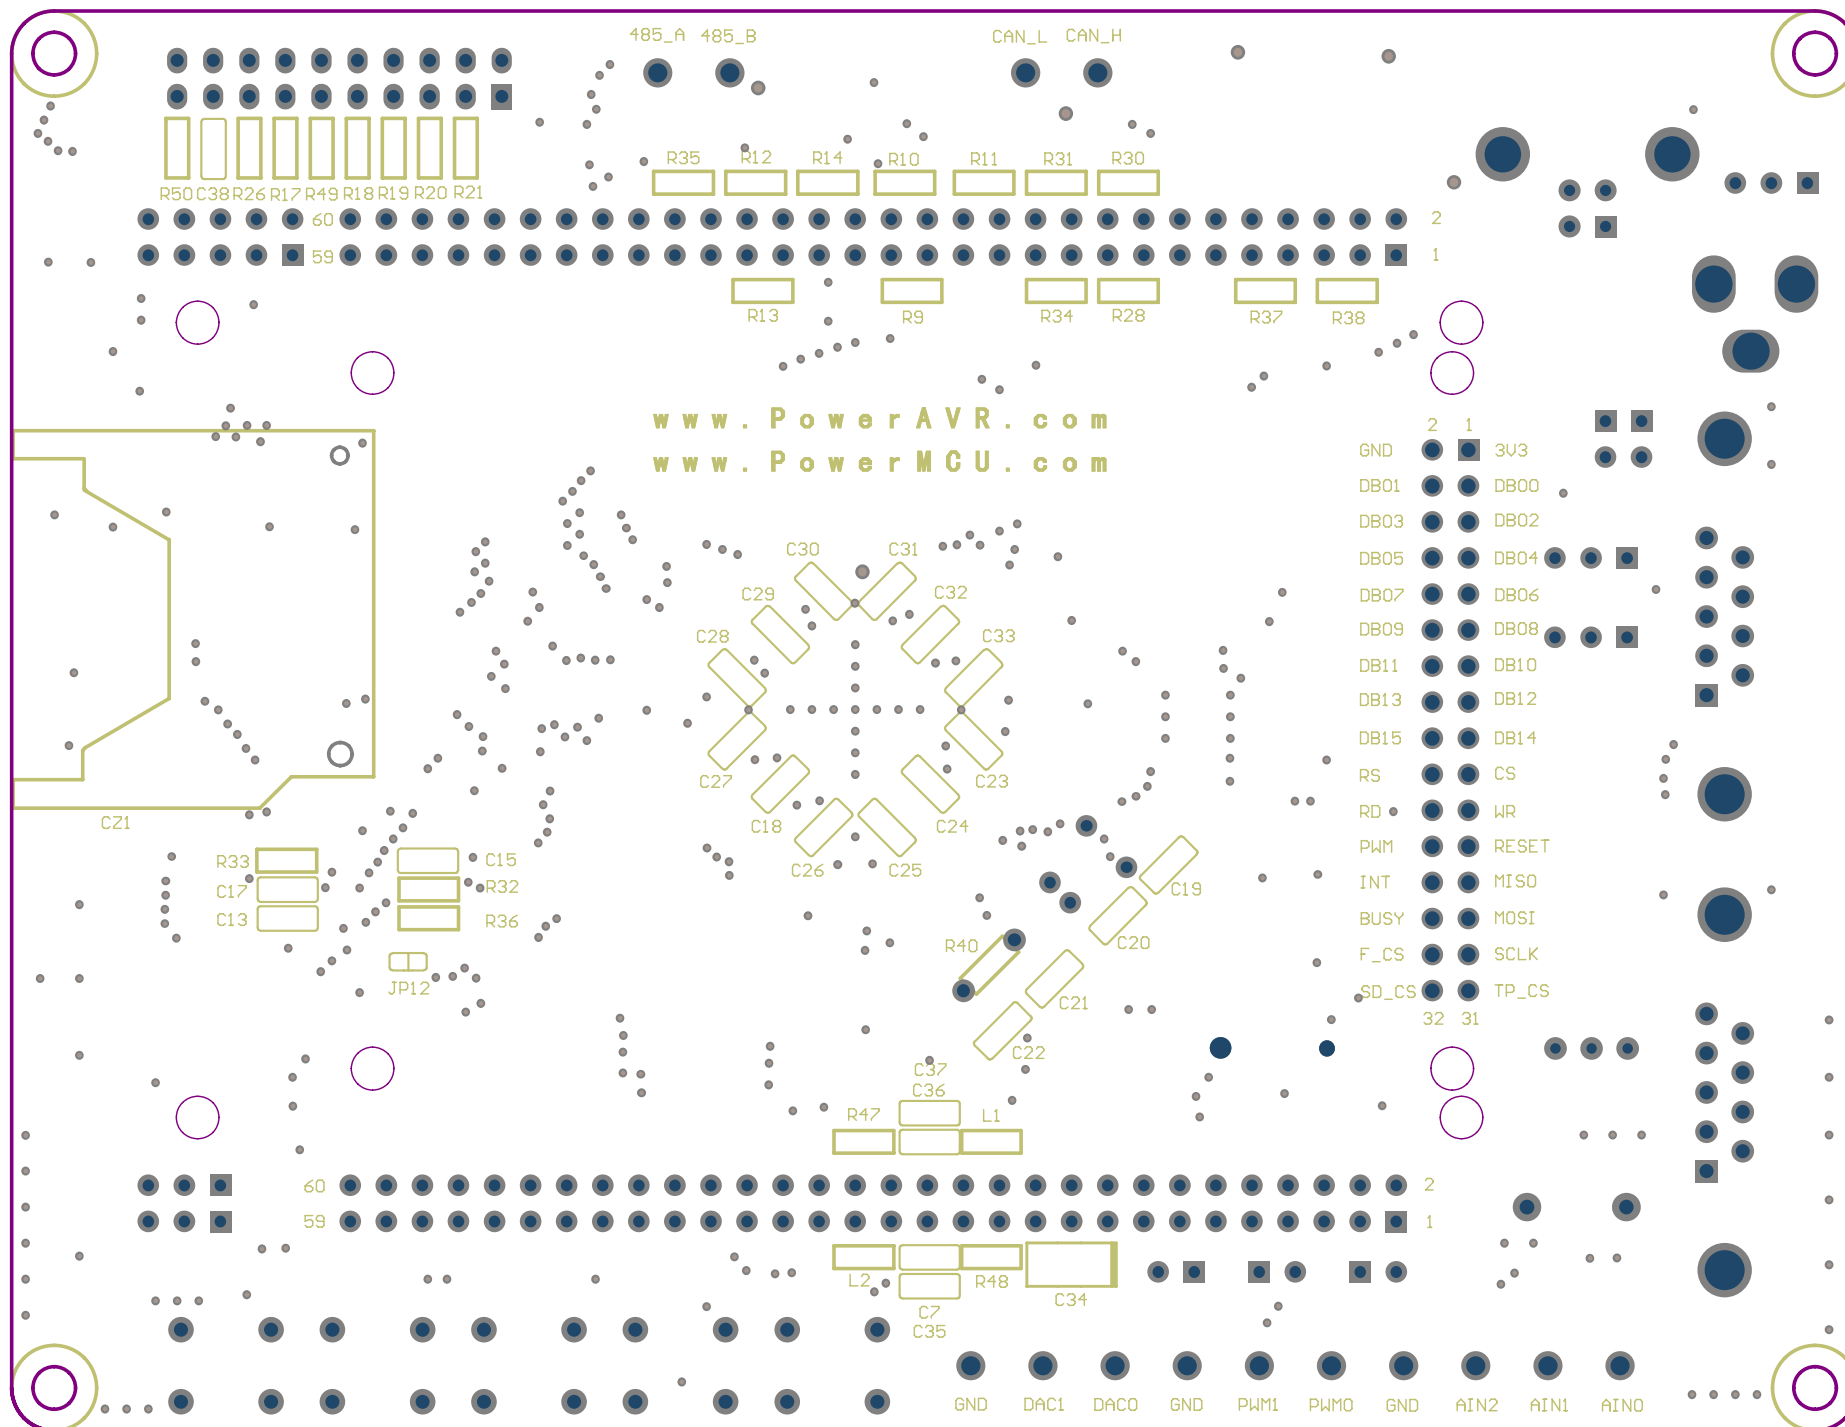 485_A 485_B CAN_L CAN_H
R35 R12 R14 R10 R11 R31 R30
R50 C38 R26 R17 R49 R18 R19 R20 R21
60 2
59 1
R13 R9 R34 R28 R37 R38
www.PowerAVR.com
www.PowerMCU.com
2 1
GND 3V3
DB01 DB00
DB03 DB02
DB05 DB04
DB07 DB06
DB09 DB08
DB11 DB10
DB13 DB12
DB15 DB14
RS CS
RD WR
PWM RESET
INT MISO
BUSY MOSI
F_CS SCLK
SD_CS TP_CS
32 31
C30 C31
C29 C32
C28 C33
C27 C23
C18 C24
C26 C25
CZ1
R33 C15
C17 R32
C13 R36
JP12
C19
C20
R40
C21
C22
C37
C36
R47 L1
60 2
59 1
L2 R48
C34
C7
C35
GND DAC1 DAC0 GND PWM1 PWM0 GND AIN2 AIN1 AIN0